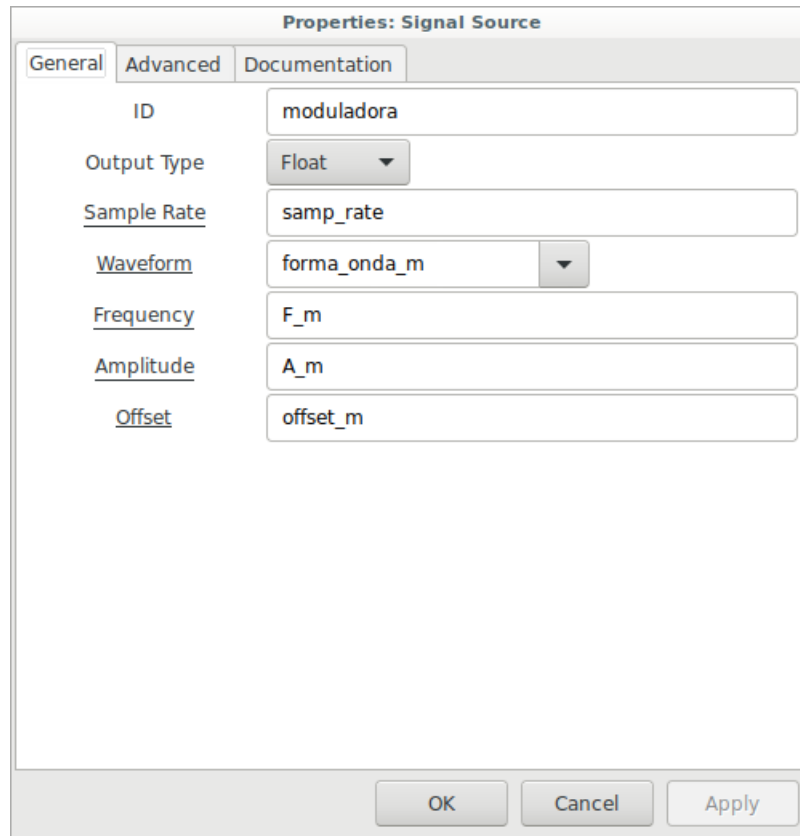 Properties: Signal Source
General Advanced Documentation
ID moduladora
Output Type Float
Sample Rate samp_rate
Waveform forma_onda_m
Frequency F_m
Amplitude A_m
Offset offset_m
OK Cancel Apply